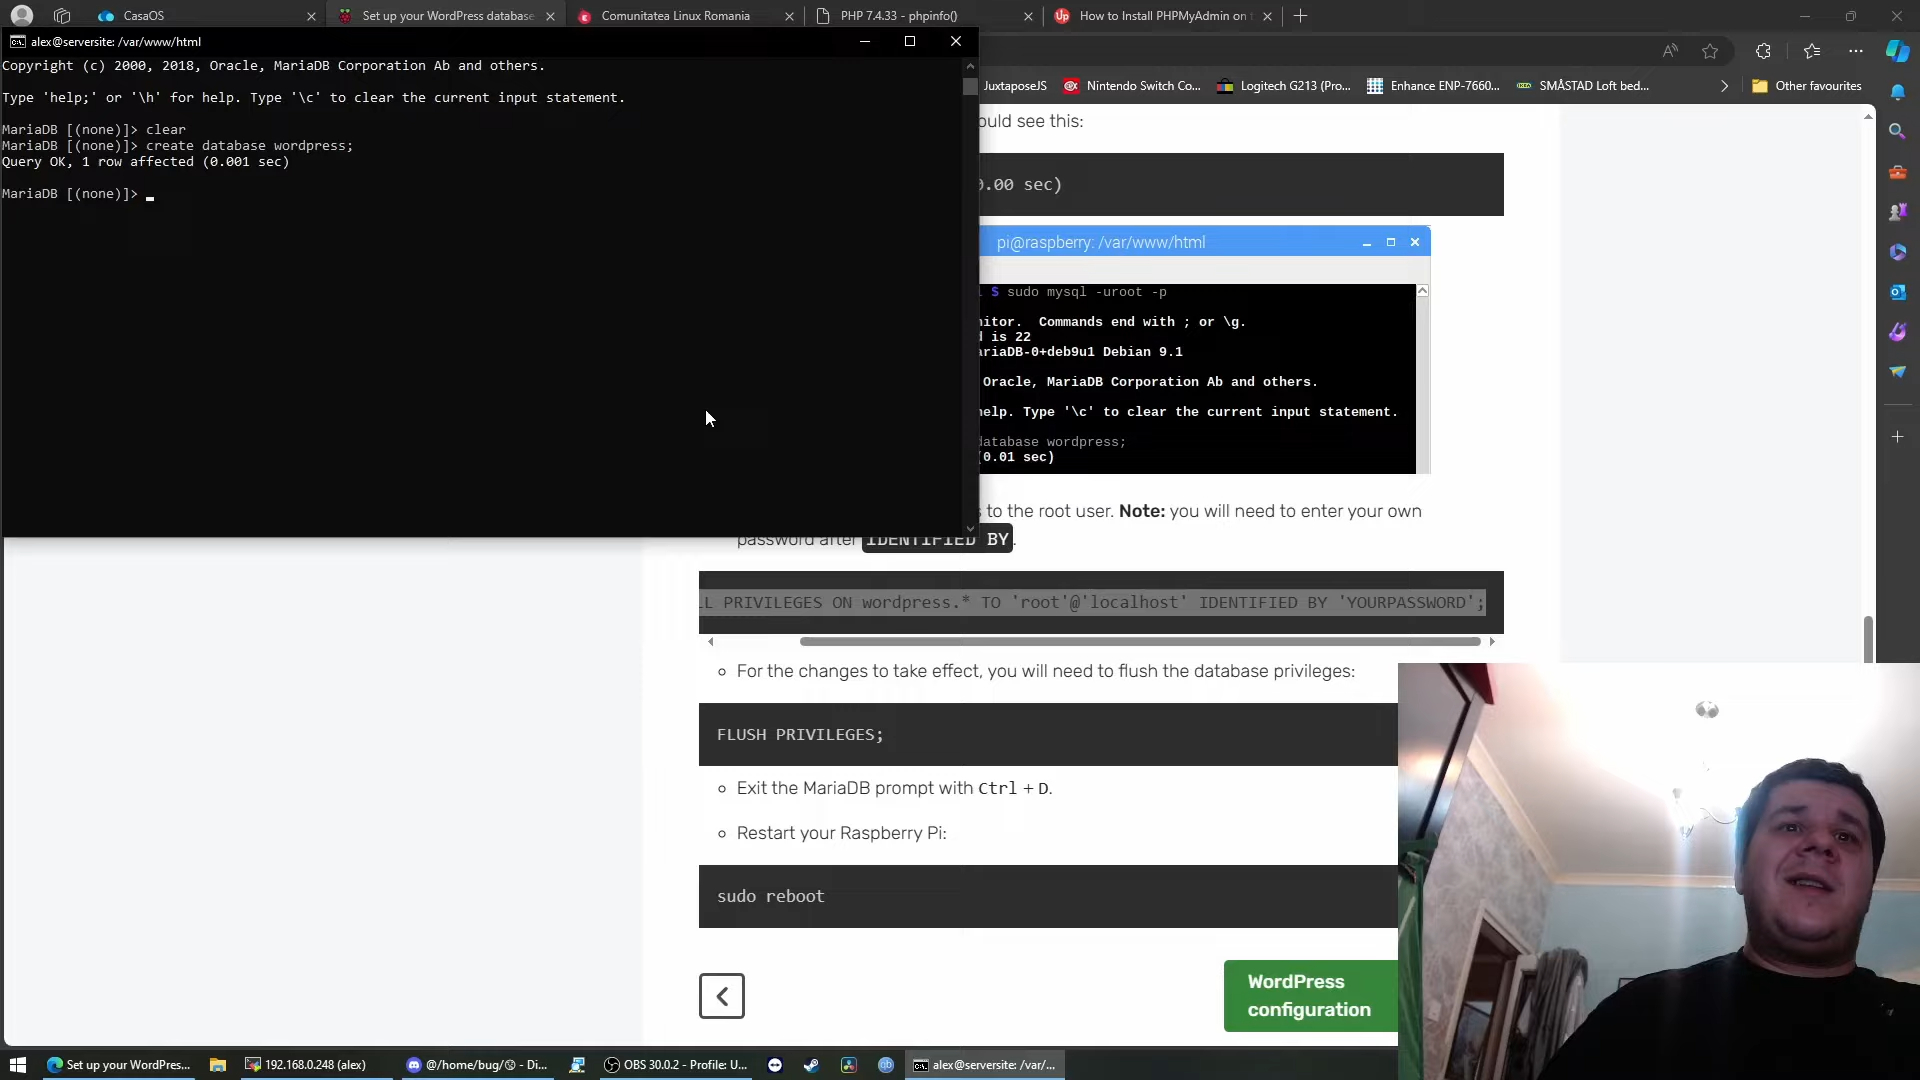 CasaOS
Set up your WordPress database
Comunitatea Linux Romania
PHP 7.4.33 - phpinfo()
How to Install PHPMyAdmin on t
alex@serversite: /var/www/html
JuxtaposeJS
Nintendo Switch Co...
Logitech G213 (Pro...
Enhance ENP-7660...
SMÅSTAD Loft bed...
Other favourites
Copyright (c) 2000, 2018, Oracle, MariaDB Corporation Ab and others.
Type 'help;' or '\h' for help. Type '\c' to clear the current input statement.
MariaDB [(none)]> clear
MariaDB [(none)]> create database wordpress;
Query OK, 1 row affected (0.001 sec)
MariaDB [(none)]>
ould see this:
0.00 sec)
pi@raspberry: /var/www/html
$ sudo mysql -uroot -p
nitor. Commands end with ; or \g.
d is 22
ariaDB-0+deb9u1 Debian 9.1
Oracle, MariaDB Corporation Ab and others.
help. Type '\c' to clear the current input statement.
database wordpress;
(0.01 sec)
s to the root user. Note: you will need to enter your own
password after IDENTIFIED BY.
LL PRIVILEGES ON wordpress.* TO 'root'@'localhost' IDENTIFIED BY 'YOURPASSWORD';
For the changes to take effect, you will need to flush the database privileges:
FLUSH PRIVILEGES;
Exit the MariaDB prompt with Ctrl + D.
Restart your Raspberry Pi:
sudo reboot
WordPress
configuration
Set up your WordPres...
192.168.0.248 (alex)
@/home/bug/ - Di...
OBS 30.0.2 - Profile: U...
alex@serversite: /var/...